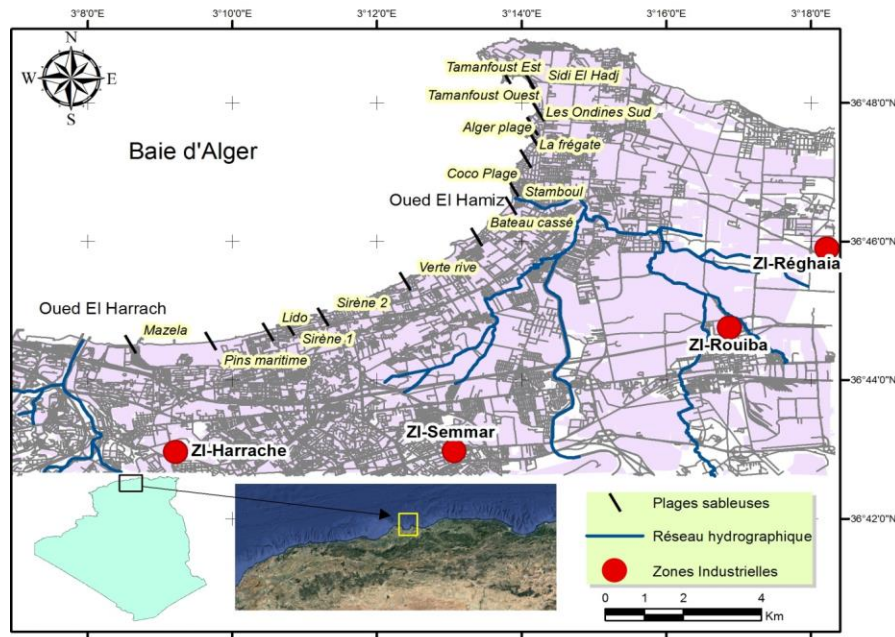 3°8'0"E
3°10'0"E
3°12'0"E
3°14'0"E
3°16'0"E
3°18'0"E
N
W
E
S
Tamanfoust Est
Sidi El Hadj
Tamanfoust Ouest
36°48'0"N
Les Ondines Sud
Alger plage
La frégate
Baie d'Alger
Coco Plage
Stamboul
Oued El Hamiz
Bateau cassé
36°46'0"N
ZI-Réghaia
Verte rive
Oued El Harrach
Sirène 2
Lido
Mazela
Sirène 1
ZI-Rouiba
Pins maritime
36°44'0"N
ZI-Semmar
ZI-Harrache
36°42'0"N
Plages sableuses
Réseau hydrographique
Zones Industrielles
0 1 2 4
Km